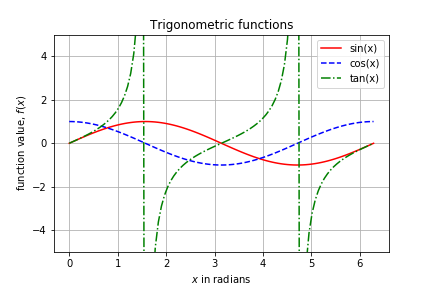 Trigonometric functions
function value, f(x)
4
2
0
−2
−4
sin(x)
cos(x)
tan(x)
0 1 2 3 4 5 6
x in radians